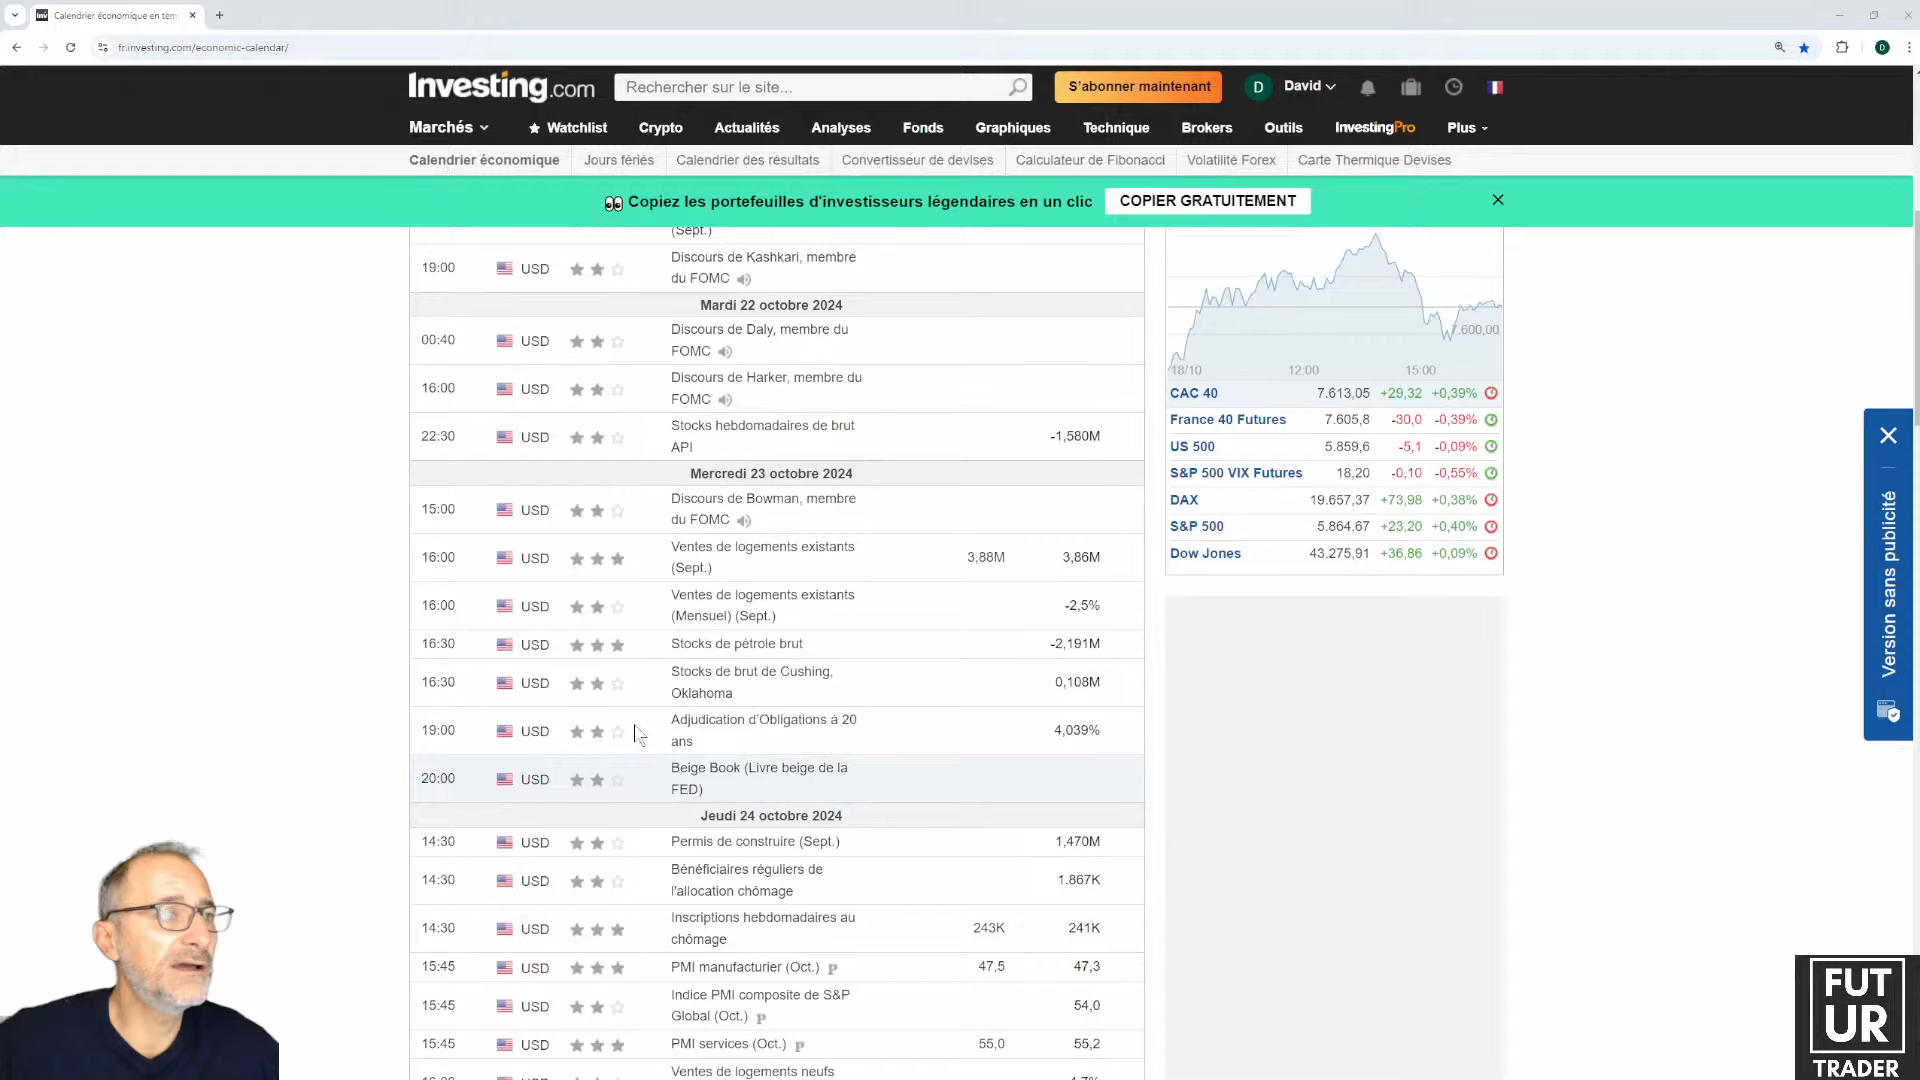 Calendrier économique en tem
fr.investing.com/economic-calendar/
D
Investing.com
Rechercher sur le site...
S'abonner maintenant
D
David
Marchés
Watchlist
Crypto
Actualités
Analyses
Fonds
Graphiques
Technique
Brokers
Outils
InvestingPro
Plus
Calendrier économique
Jours fériés
Calendrier des résultats
Convertisseur de devises
Calculateur de Fibonacci
Volatilité Forex
Carte Thermique Devises
Copiez les portefeuilles d'investisseurs légendaires en un clic
COPIER GRATUITEMENT
(Sept.)
19:00 USD Discours de Kashkari, membre
du FOMC
Mardi 22 octobre 2024
00:40 USD Discours de Daly, membre du
FOMC
16:00 USD Discours de Harker, membre du
FOMC
22:30 USD Stocks hebdomadaires de brut
API -1,580M
Mercredi 23 octobre 2024
15:00 USD Discours de Bowman, membre
du FOMC
16:00 USD Ventes de logements existants
(Sept.) 3,88M 3,86M
16:00 USD Ventes de logements existants
(Mensuel) (Sept.) -2,5%
16:30 USD Stocks de pétrole brut -2,191M
16:30 USD Stocks de brut de Cushing,
Oklahoma 0,108M
19:00 USD Adjudication d'Obligations à 20
ans 4,039%
20:00 USD Beige Book (Livre beige de la
FED)
Jeudi 24 octobre 2024
14:30 USD Permis de construire (Sept.) 1,470M
14:30 USD Bénéficiaires réguliers de
l'allocation chômage 1.867K
14:30 USD Inscriptions hebdomadaires au
chômage 243K 241K
15:45 USD PMI manufacturier (Oct.) P 47,5 47,3
15:45 USD Indice PMI composite de S&P
Global (Oct.) P 54,0
15:45 USD PMI services (Oct.) P 55,0 55,2
Ventes de logements neufs
7.600,00
18/10 12:00 15:00
CAC 40 7.613,05 +29,32 +0,39%
France 40 Futures 7.605,8 -30,0 -0,39%
US 500 5.859,6 -5,1 -0,09%
S&P 500 VIX Futures 18,20 -0,10 -0,55%
DAX 19.657,37 +73,98 +0,38%
S&P 500 5.864,67 +23,20 +0,40%
Dow Jones 43.275,91 +36,86 +0,09%
Version sans publicité
FUT
UR
TRADER